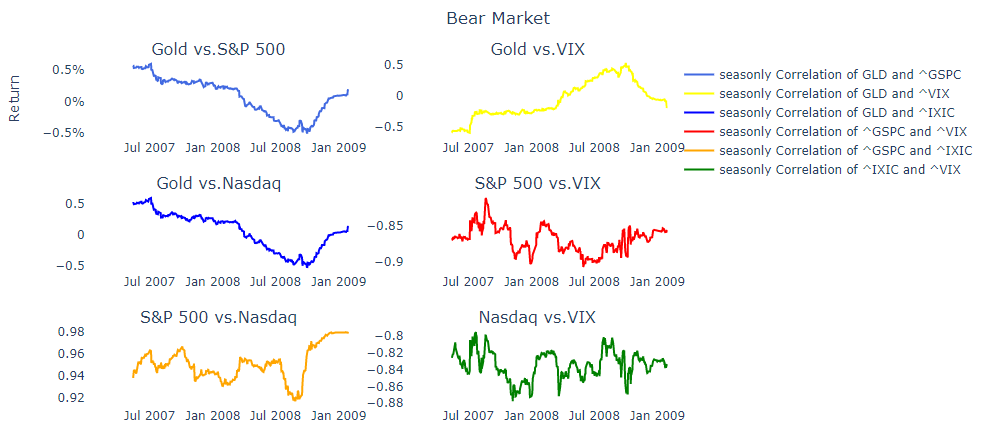 Bear Market
Gold vs.S&P 500
Gold vs.VIX
Return
0.5%
0%
−0.5%
Jul 2007 Jan 2008 Jul 2008 Jan 2009
0.5
0
−0.5
Jul 2007 Jan 2008 Jul 2008 Jan 2009
seasonly Correlation of GLD and ^GSPC
seasonly Correlation of GLD and ^VIX
seasonly Correlation of GLD and ^IXIC
seasonly Correlation of ^GSPC and ^VIX
seasonly Correlation of ^GSPC and ^IXIC
seasonly Correlation of ^IXIC and ^VIX
Gold vs.Nasdaq
S&P 500 vs.VIX
0.5
0
−0.5
Jul 2007 Jan 2008 Jul 2008 Jan 2009
−0.85
−0.9
Jul 2007 Jan 2008 Jul 2008 Jan 2009
S&P 500 vs.Nasdaq
Nasdaq vs.VIX
0.98
0.96
0.94
0.92
Jul 2007 Jan 2008 Jul 2008 Jan 2009
−0.8
−0.82
−0.84
−0.86
−0.88
Jul 2007 Jan 2008 Jul 2008 Jan 2009